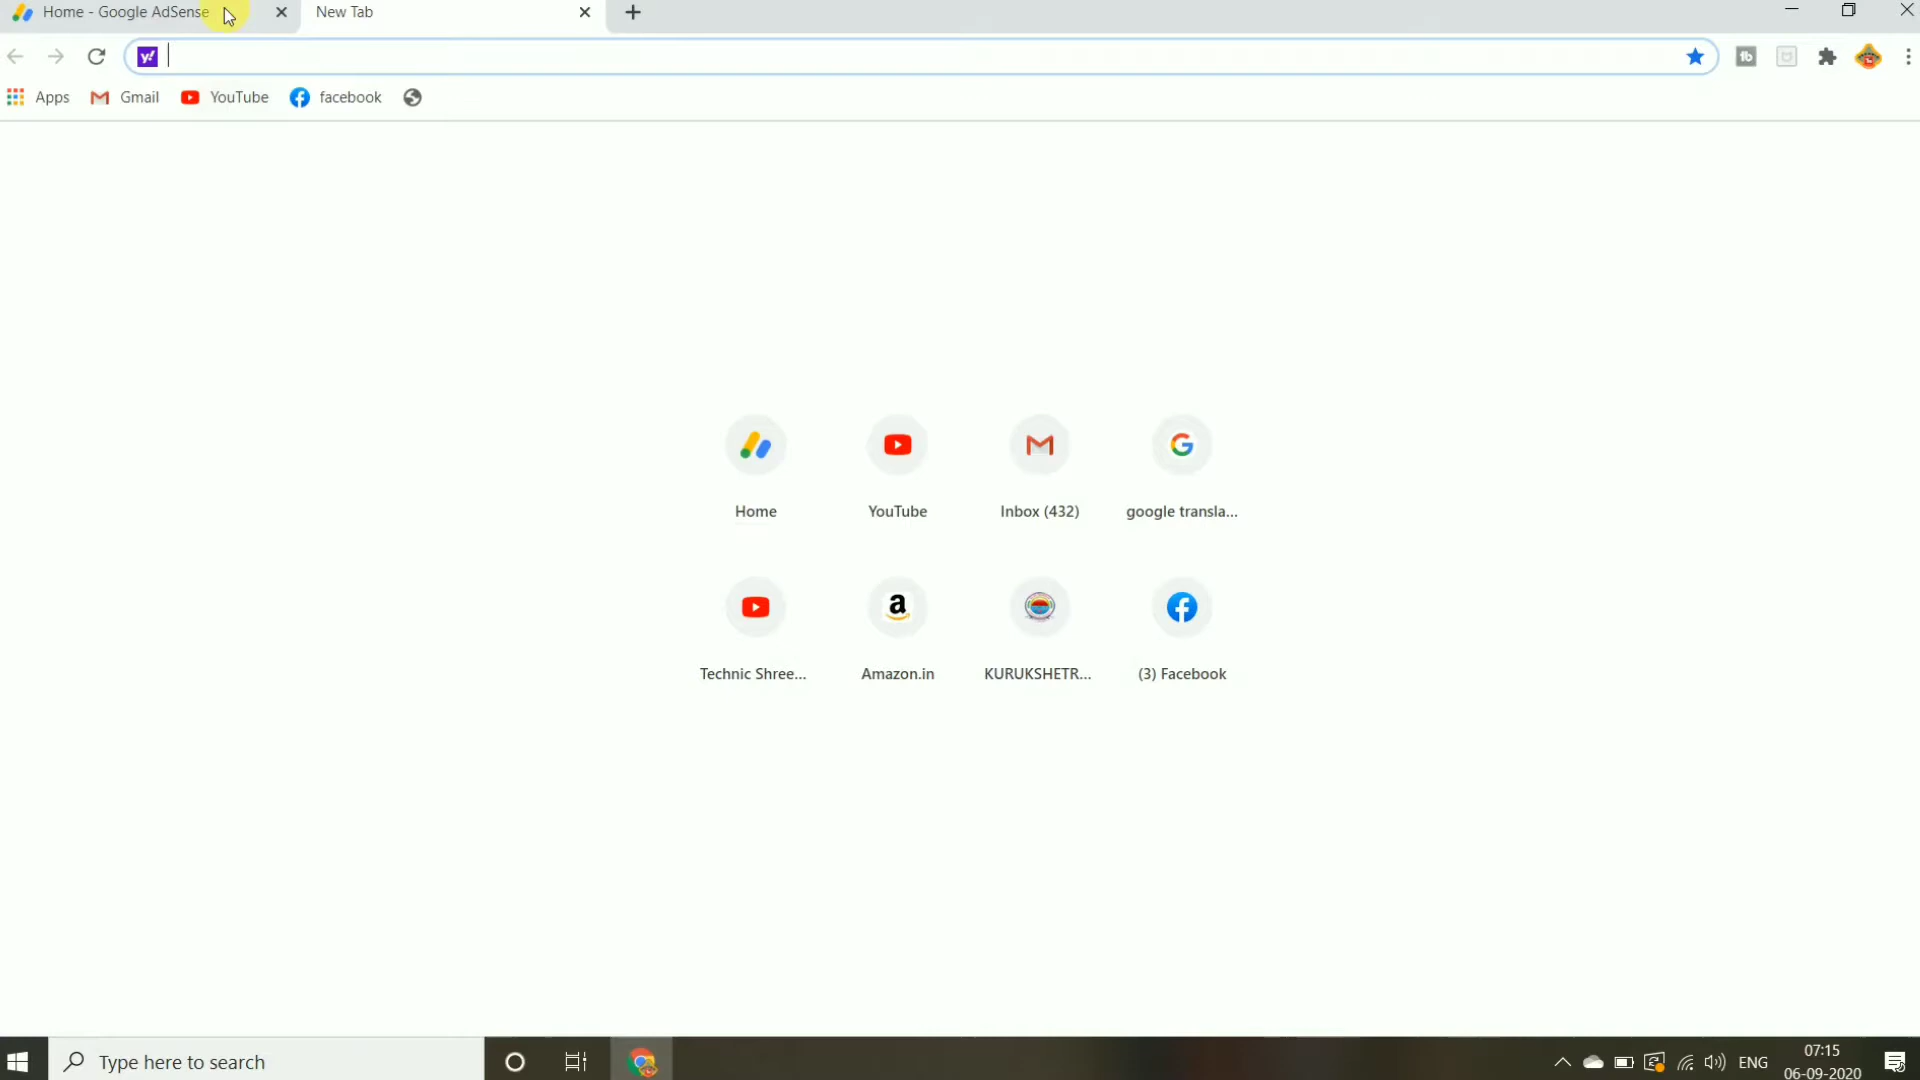 Home - Google AdSense
New Tab
Apps
Gmail
YouTube
facebook
Home
YouTube
Inbox (432)
google transla...
Technic Shree...
Amazon.in
KURUKSHETR...
(3) Facebook
Type here to search
ENG
07:15
06-09-2020